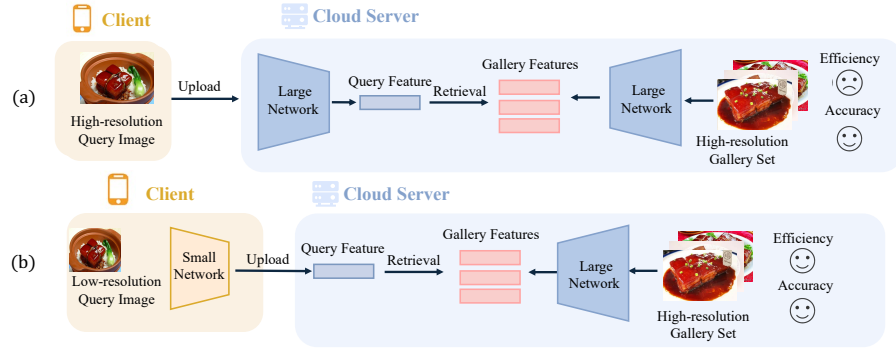 Client
Cloud Server
(a)
High-resolution
Query Image
Upload
Large
Network
Query Feature
Retrieval
Gallery Features
Large
Network
High-resolution
Gallery Set
Efficiency
Accuracy
Client
Cloud Server
(b)
Low-resolution
Query Image
Small
Network
Upload
Query Feature
Retrieval
Gallery Features
Large
Network
High-resolution
Gallery Set
Efficiency
Accuracy